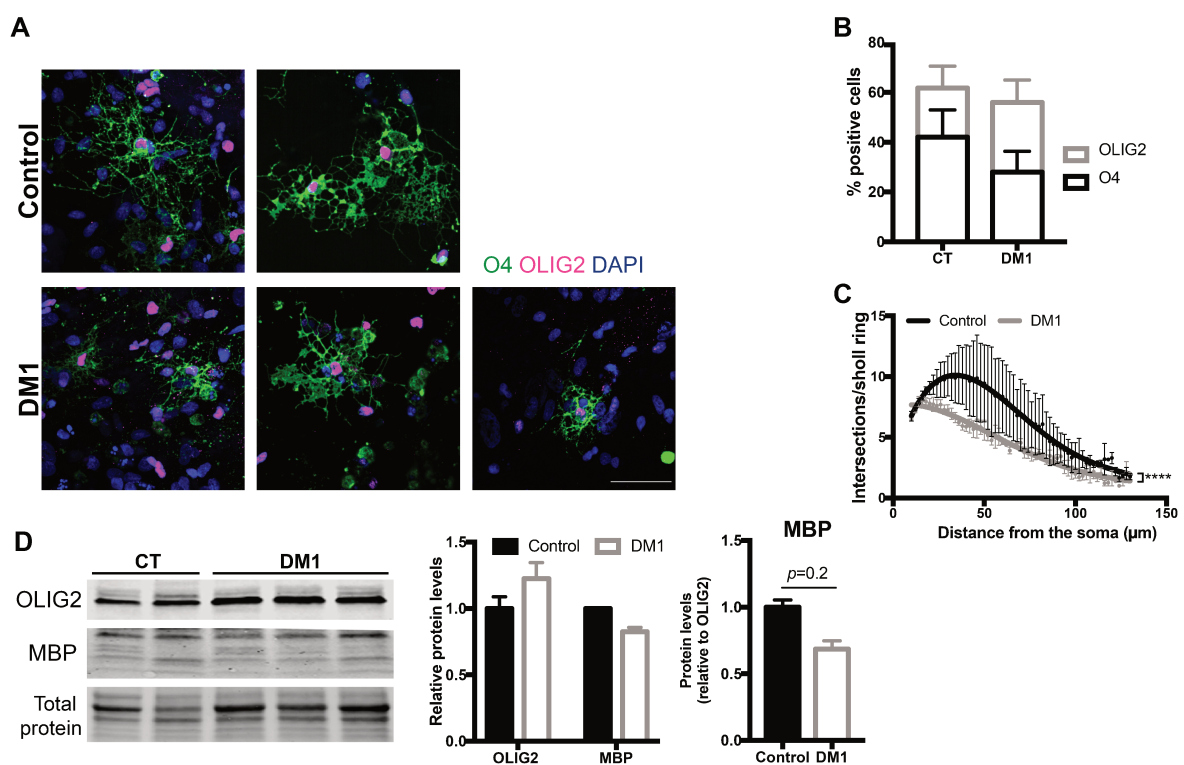 A
Control
DM1
O4 OLIG2 DAPI
B
% positive cells
80
60
40
20
0
CT
DM1
OLIG2
O4
C
Intersections/sholl ring
15
10
5
0
Control
DM1
****
0
50
100
150
Distance from the soma (µm)
D
CT
DM1
OLIG2
MBP
Total
protein
Relative protein levels
1.5
1.0
0.5
0.0
Control
DM1
OLIG2
MBP
MBP
Protein levels
(relative to OLIG2)
1.5
1.0
0.5
0.0
p=0.2
Control DM1